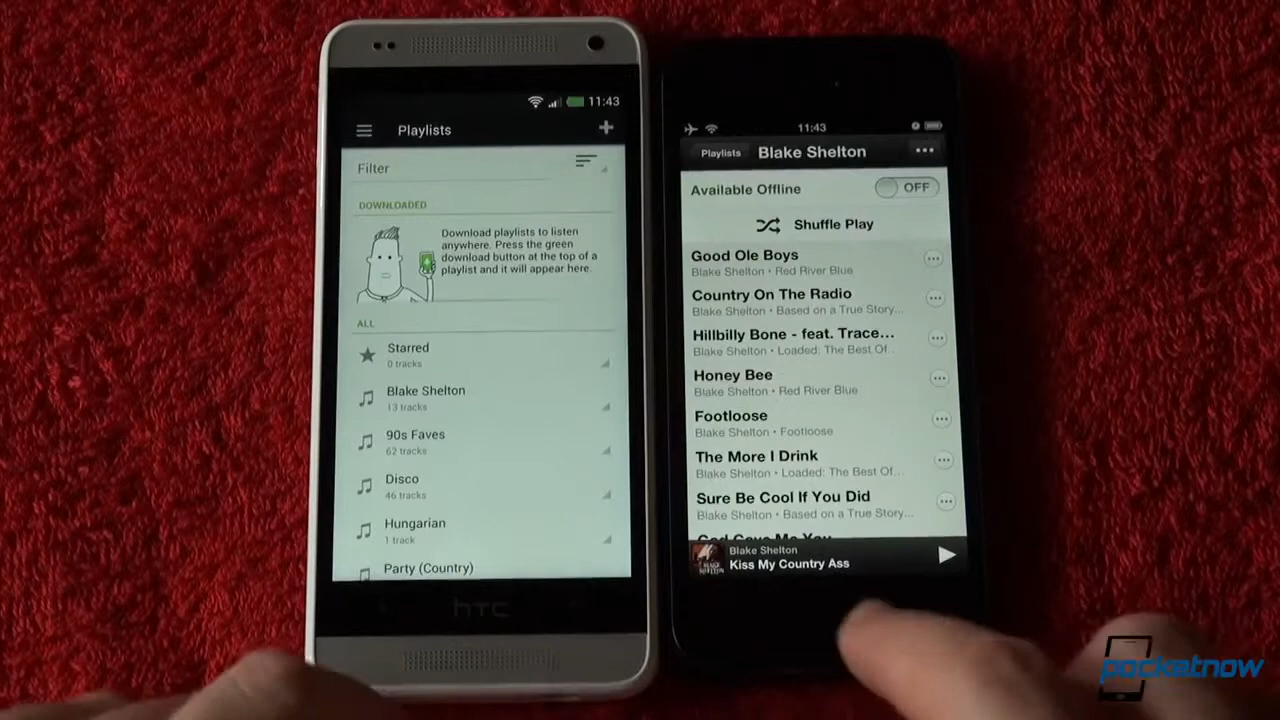 11:43
Playlists
Filter
DOWNLOADED
Download playlists to listen
anywhere. Press the green
download button at the top of a
playlist and it will appear here.
ALL
Starred
0 tracks
Blake Shelton
13 tracks
90s Faves
62 tracks
Disco
46 tracks
Hungarian
1 track
Party (Country)
hTC
11:43
Playlists
Blake Shelton
Available Offline
OFF
Shuffle Play
Good Ole Boys
Blake Shelton • Red River Blue
Country On The Radio
Blake Shelton • Based on a True Story...
Hillbilly Bone - feat. Trace...
Blake Shelton • Loaded: The Best Of...
Honey Bee
Blake Shelton • Red River Blue
Footloose
Blake Shelton • Footloose
The More I Drink
Blake Shelton • Loaded: The Best Of...
Sure Be Cool If You Did
Blake Shelton • Based on a True Story...
God Gave Me You
Blake Shelton
Kiss My Country Ass
pocketnow